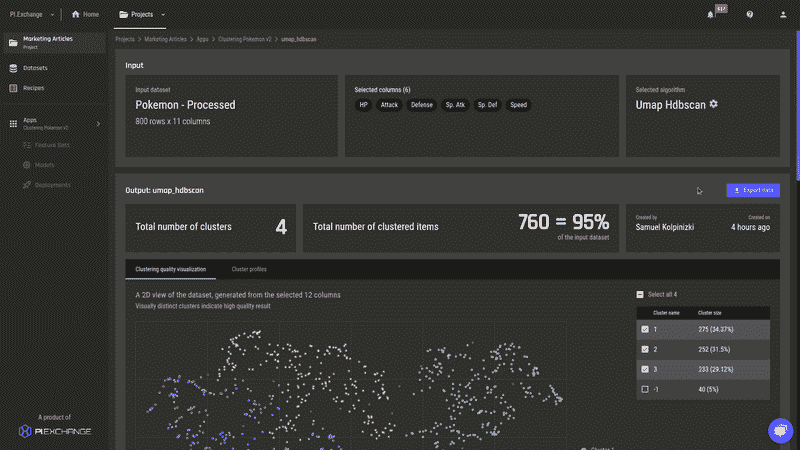 PI.Exchange
Home
Projects
Marketing Articles
Project
Datasets
Recipes
Apps
Clustering Pokemon v2
Feature Sets
Models
Deployments
A product of
PI.EXCHANGE
Projects > Marketing Articles > Apps > Clustering Pokemon v2 > umap_hdbscan
Input
Input dataset
Pokemon - Processed
800 rows x 11 columns
Selected columns (6)
HP Attack Defense Sp. Atk Sp. Def Speed
Selected algorithm
Umap Hdbscan
Output: umap_hdbscan
Export data
Total number of clusters 4
Total number of clustered items 760 = 95%
of the input dataset
Created by Created on
Samuel Kolpinizki 4 hours ago
Clustering quality visualization Cluster profiles
A 2D view of the dataset, generated from the selected 12 columns
Visually distinct clusters indicate high quality result
Select all 4
Cluster name Cluster size
1 275 (34.37%)
2 252 (31.5%)
3 233 (29.12%)
-1 40 (5%)